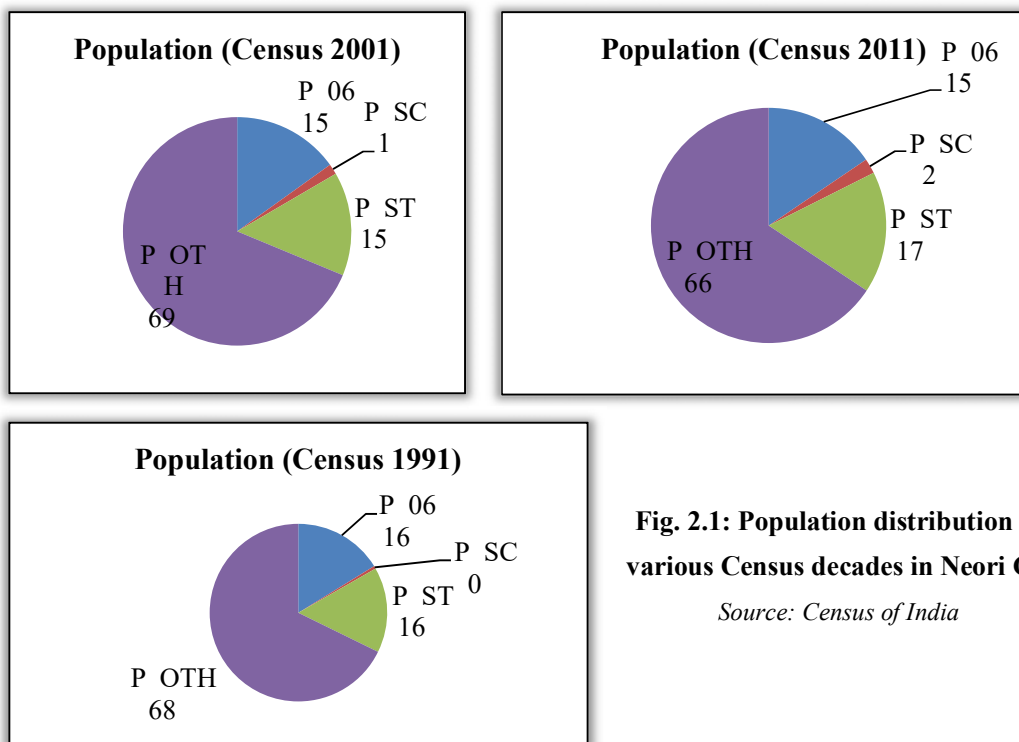 Population (Census 2001)
P 06
15
P SC
1
P ST
15
P OT
H
69
Population (Census 2011)
P 06
15
P SC
2
P ST
17
P OTH
66
Population (Census 1991)
P 06
16
P SC
0
P ST
16
P OTH
68
Fig. 2.1: Population distribution
various Census decades in Neori
Source: Census of India